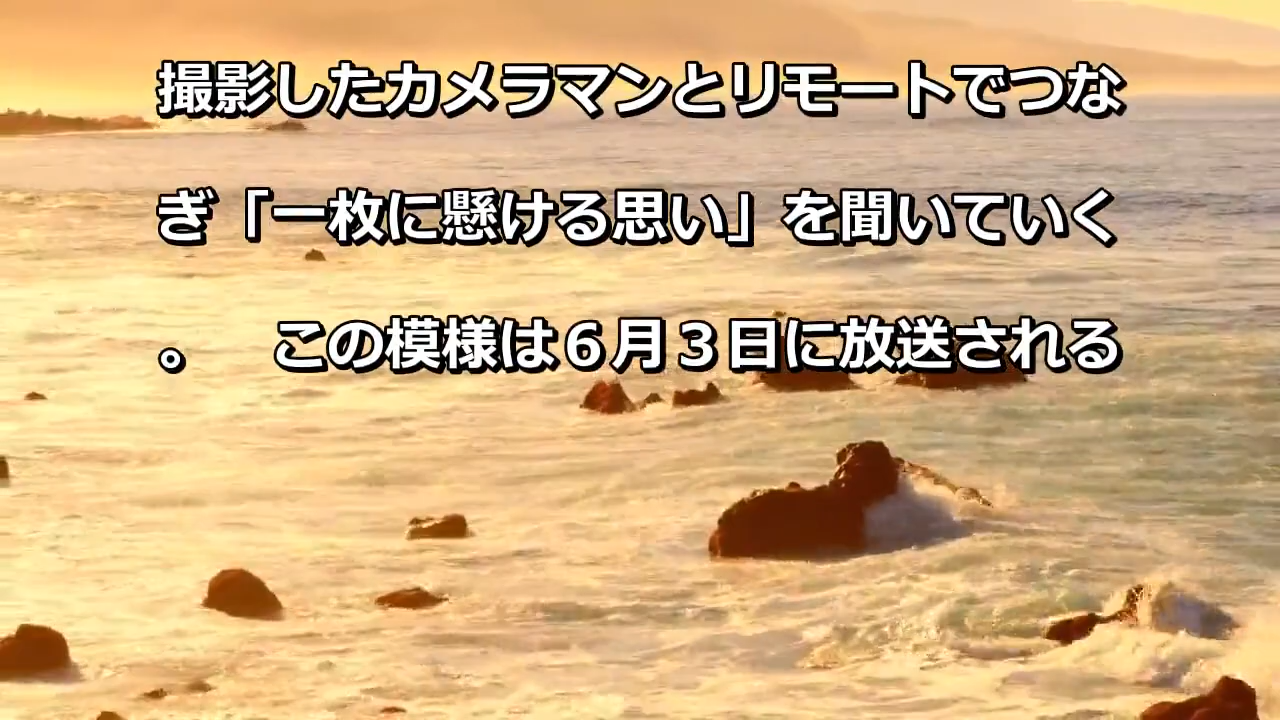 撮影したカメラマンとリモートでつな
ぎ「一枚に懸ける思い」を聞いていく
。　この模様は６月３日に放送される